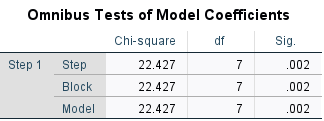 Omnibus Tests of Model Coefficients
Chi-square df Sig.
Step 1 Step 22.427 7 .002
Block 22.427 7 .002
Model 22.427 7 .002